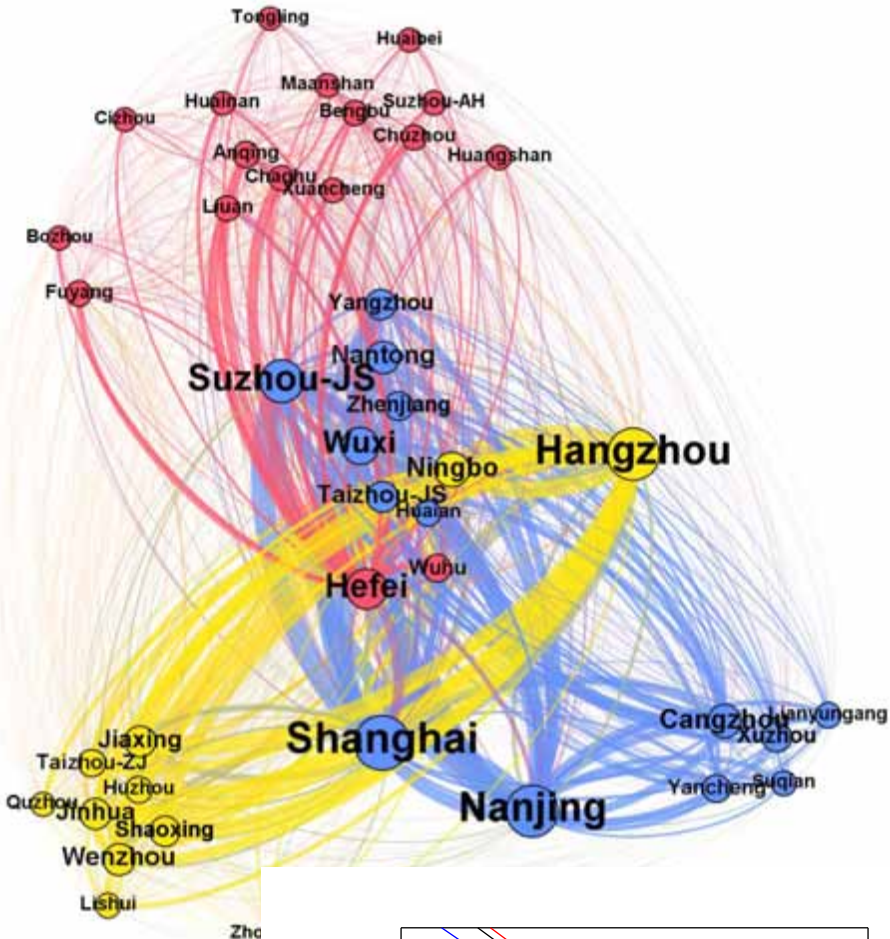 Tongling
Huaibei
Maanshan
Huainan
Suzhou-AH
Bengbu
Cizhou
Chuzhou
Anqing
Huangshan
Chaohu
Xuancheng
Liuan
Bozhou
Fuyang
Yangzhou
Nantong
Suzhou-JS
Zhenjiang
Wuxi
Hangzhou
Ningbo
Taizhou-JS
Huaian
Wuhu
Hefei
Lianyungang
Cangzhou
Xuzhou
Shanghai
Jiaxing
Taizhou-ZJ
Suqian
Yancheng
Huzhou
Quzhou
Nanjing
Jinhua
Shaoxing
Wenzhou
Lishui
Zho